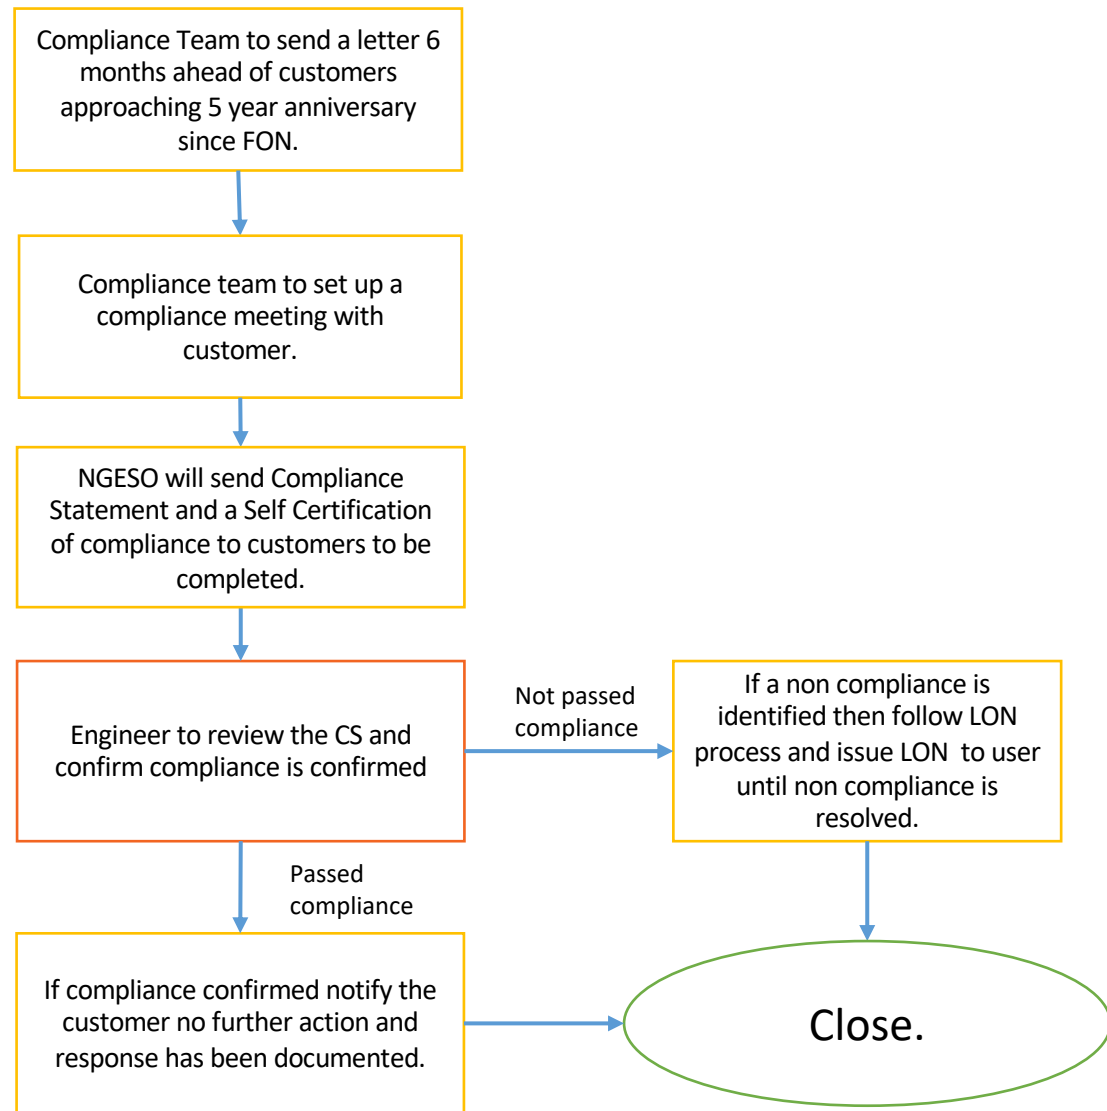 Compliance Team to send a letter 6
months ahead of customers
approaching 5 year anniversary
since FON.
Compliance team to set up a
compliance meeting with
customer.
NGESO will send Compliance
Statement and a Self Certification
of compliance to customers to be
completed.
Engineer to review the CS and
confirm compliance is confirmed
Not passed
compliance
If a non compliance is
identified then follow LON
process and issue LON  to user
until non compliance is
resolved.
Passed
compliance
If compliance confirmed notify the
customer no further action and
response has been documented.
Close.